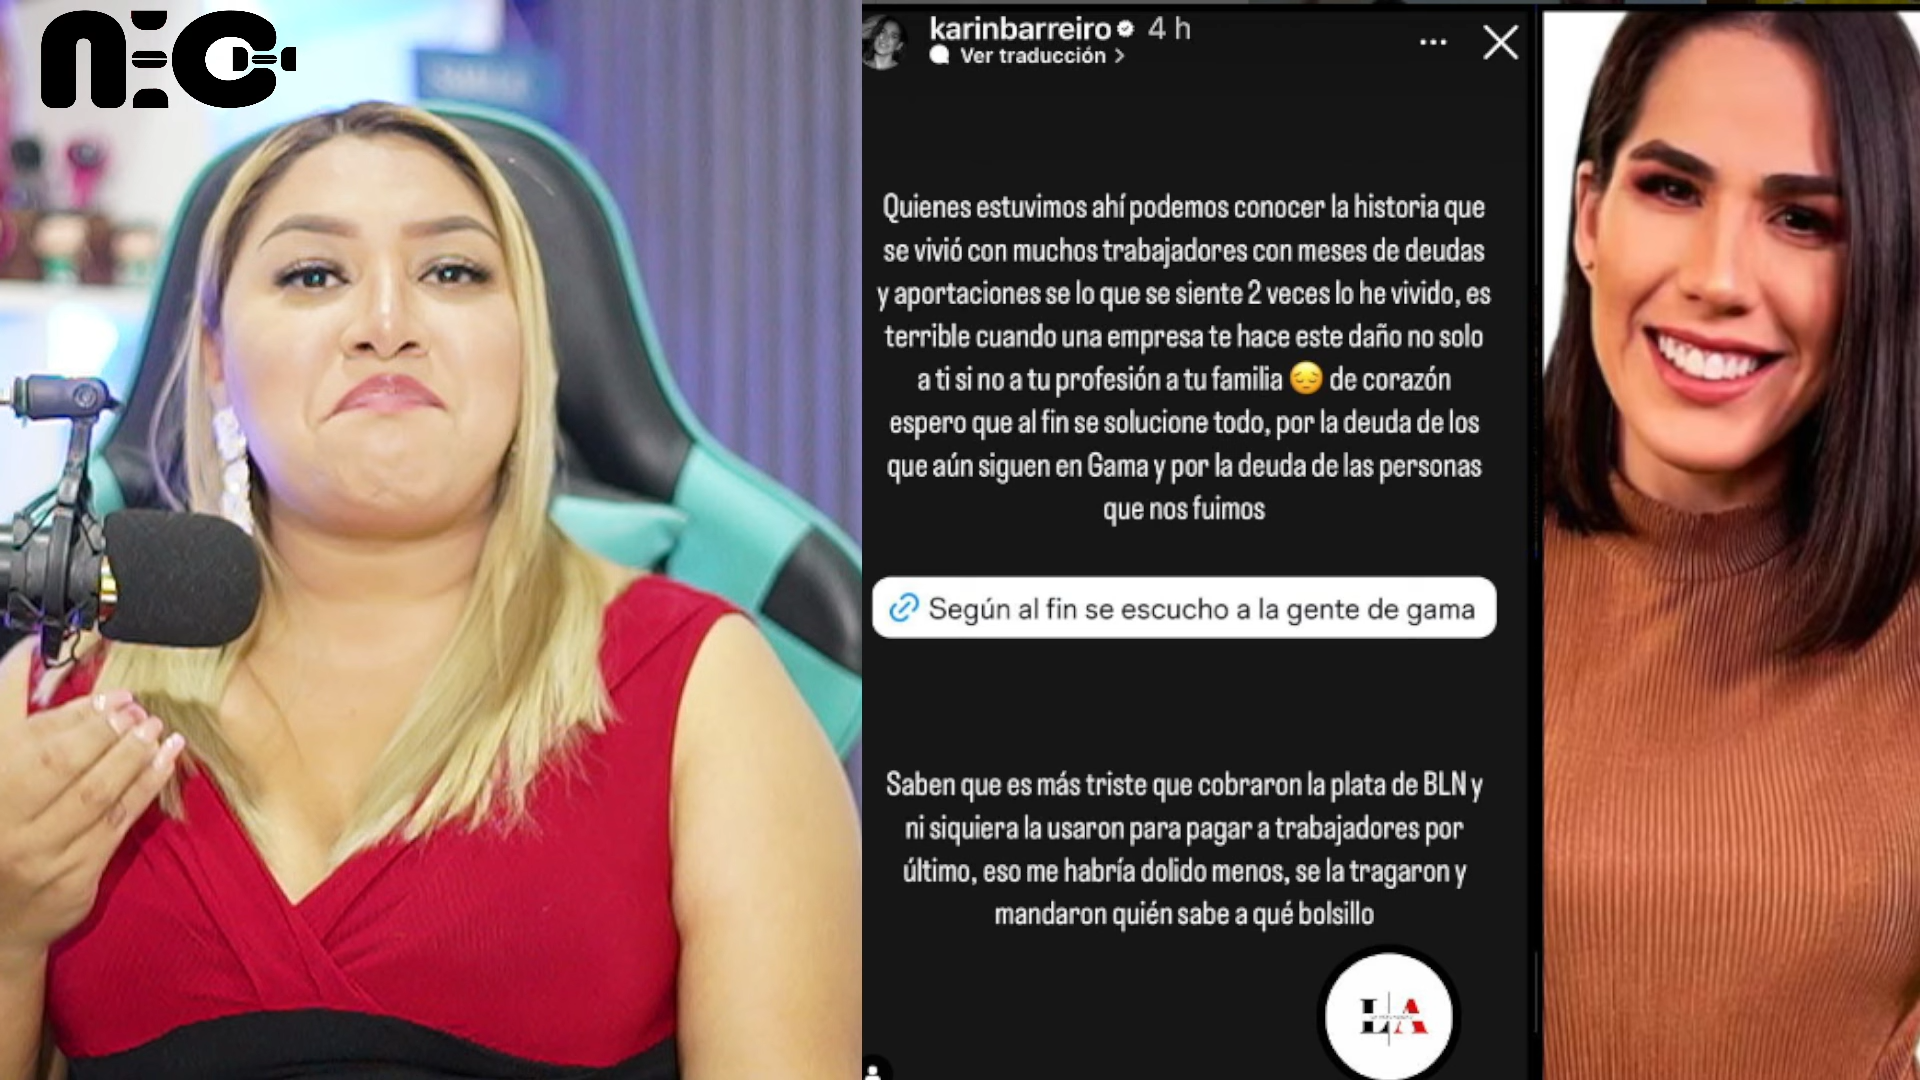 n:C
karinbarreiro 4 h
Ver traducción >
Quienes estuvimos ahí podemos conocer la historia que
se vivió con muchos trabajadores con meses de deudas
y aportaciones se lo que se siente 2 veces lo he vivido, es
terrible cuando una empresa te hace este daño no solo
a ti si no a tu profesión a tu familia 😔 de corazón
espero que al fin se solucione todo, por la deuda de los
que aún siguen en Gama y por la deuda de las personas
que nos fuimos
Según al fin se escucho a la gente de gama
Saben que es más triste que cobraron la plata de BLN y
ni siquiera la usaron para pagar a trabajadores por
último, eso me habría dolido menos, se la tragaron y
mandaron quién sabe a qué bolsillo
L|A